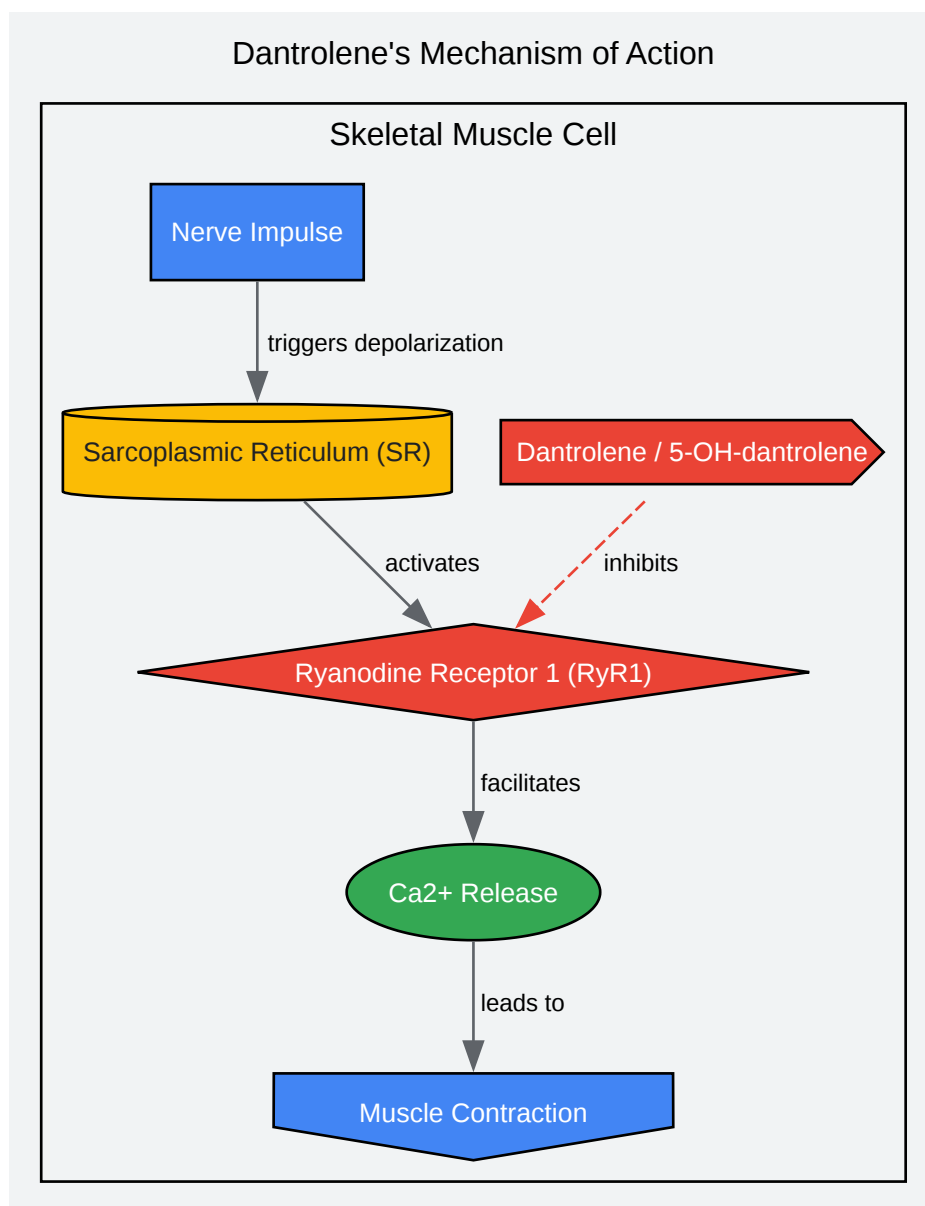 Dantrolene's Mechanism of Action
Skeletal Muscle Cell
Nerve Impulse
triggers depolarization
Sarcoplasmic Reticulum (SR)
Dantrolene / 5-OH-dantrolene
activates
inhibits
Ryanodine Receptor 1 (RyR1)
facilitates
Ca2+ Release
leads to
Muscle Contraction